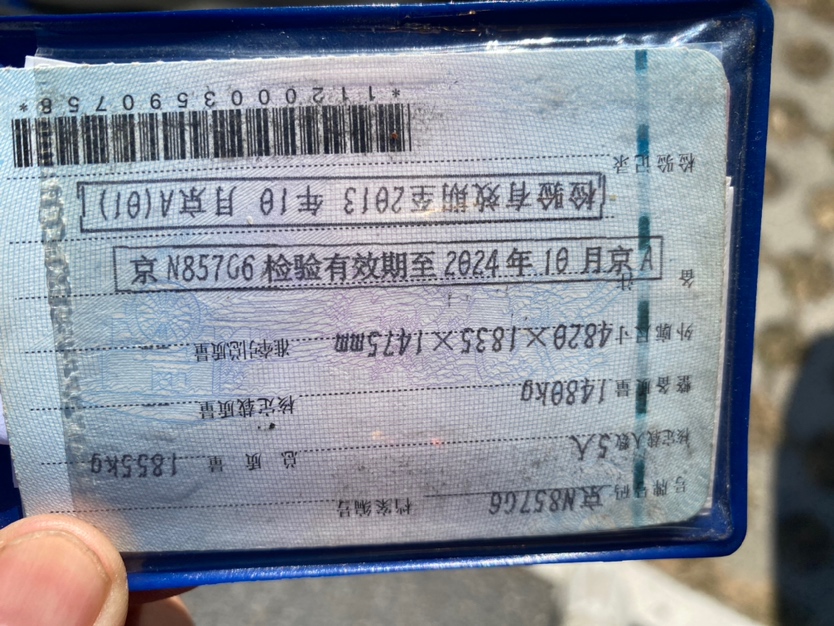 号牌号码 京N857G6 档案编号
核定载人数 5人 总质量 1855kg
整备质量 1480kg 核定载质量
外廓尺寸 4820×1835×1475mm 准牵引总质量
备注
京N857G6 检验有效期至2024年10月京A
检验有效期至2013年10月京A(01)
检验记录
*1120003590758*